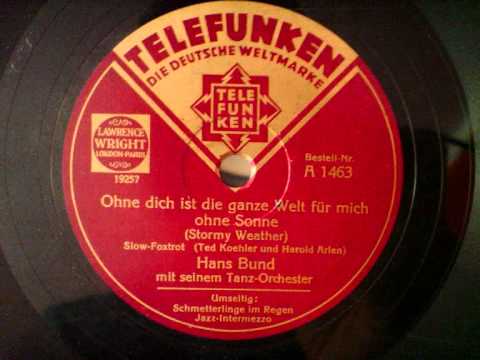 TELEFUNKEN
DIE DEUTSCHE WELTMARKE
TELE
FUN
KEN
LAWRENCE
WRIGHT
LONDON-PARIS
19257
Bestell-Nr.
A 1463
Ohne dich ist die ganze Welt für mich
ohne Sonne
(Stormy Weather)
Slow-Foxtrot (Ted Koehler und Harold Arlen)
Hans Bund
mit seinem Tanz-Orchester
Umseitig:
Schmetterlinge im Regen
Jazz-Intermezzo